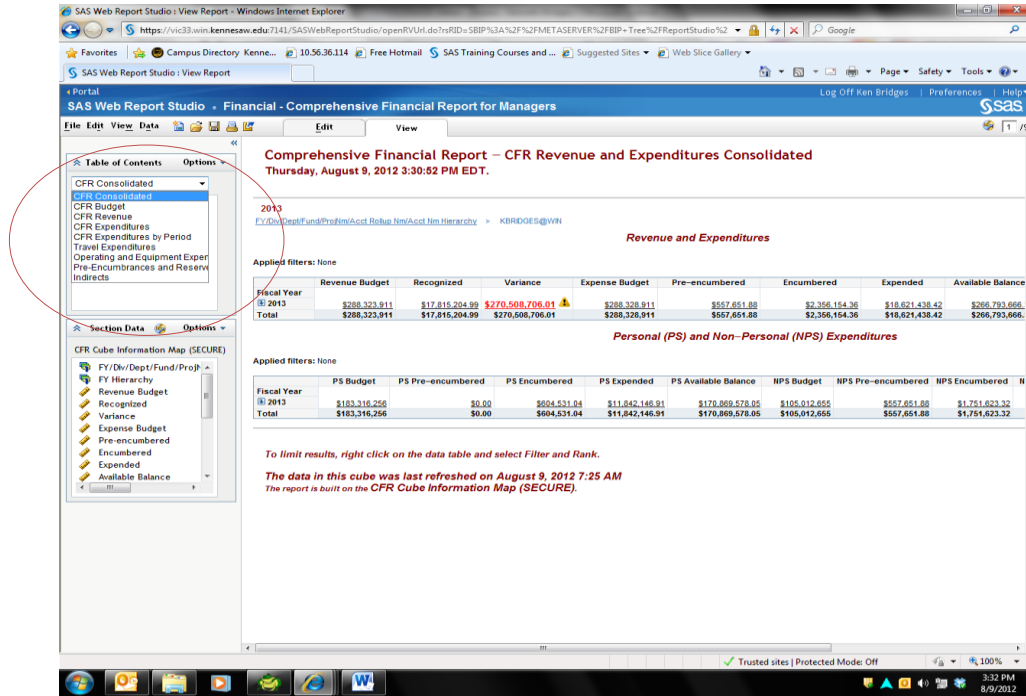 SAS Web Report Studio : View Report - Windows Internet Explorer
https://vic33.win.kennesaw.edu:7141/SASWebReportStudio/openRVUrl.do?rsRID=SBIP%3A%2F%2FMETASERVER%2FBIP+Tree%2FReportStudio%2
Google
Favorites Campus Directory Kenne... 10.56.36.114 Free Hotmail SAS Training Courses and ... Suggested Sites Web Slice Gallery
SAS Web Report Studio : View Report
Page Safety Tools
Portal
Log Off Ken Bridges | Preferences | Help
SAS Web Report Studio Financial - Comprehensive Financial Report for Managers
sas
File Edit View Data
Edit
View
1
Table of Contents Options
CFR Consolidated
CFR Consolidated
CFR Budget
CFR Revenue
CFR Expenditures
CFR Expenditures by Period
Travel Expenditures
Operating and Equipment Exper
Pre-Encumbrances and Reserve
Indirects
Section Data Options
CFR Cube Information Map (SECURE)
FY/Div/Dept/Fund/ProjN
FY Hierarchy
Revenue Budget
Recognized
Variance
Expense Budget
Pre-encumbered
Encumbered
Expended
Available Balance
Comprehensive Financial Report – CFR Revenue and Expenditures Consolidated
Thursday, August 9, 2012 3:30:52 PM EDT.
2013
FY/Div/Dept/Fund/ProjNm/Acct Rollup Nm/Acct Nm Hierarchy > KBRIDGES@WIN
Revenue and Expenditures
Applied filters: None
Revenue Budget Recognized Variance Expense Budget Pre-encumbered Encumbered Expended Available Balance
Fiscal Year
2013 $288,323,911 $17,815,204.99 $270,508,706.01 $288,328,911 $557,651.88 $2,356,154.36 $18,621,438.42 $266,793,666.
Total $288,323,911 $17,815,204.99 $270,508,706.01 $288,328,911 $557,651.88 $2,356,154.36 $18,621,438.42 $266,793,666.
Personal (PS) and Non-Personal (NPS) Expenditures
Applied filters: None
PS Budget PS Pre-encumbered PS Encumbered PS Expended PS Available Balance NPS Budget NPS Pre-encumbered NPS Encumbered N
Fiscal Year
2013 $183,316,256 $0.00 $604,531.04 $11,842,146.91 $170,869,578.05 $105,012,655 $557,651.88 $1,751,623.32
Total $183,316,256 $0.00 $604,531.04 $11,842,146.91 $170,869,578.05 $105,012,655 $557,651.88 $1,751,623.32
To limit results, right click on the data table and select Filter and Rank.
The data in this cube was last refreshed on August 9, 2012 7:25 AM
The report is built on the CFR Cube Information Map (SECURE).
Trusted sites | Protected Mode: Off
100%
3:32 PM
8/9/2012